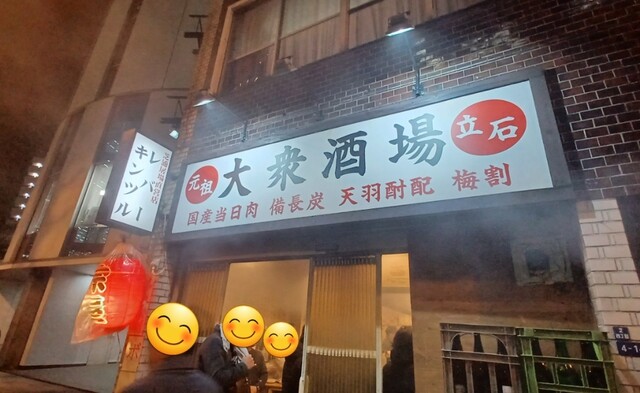 元祖
大衆酒場
立石
国産当日肉 備長炭 天羽酎配 梅割
レバー
キンツル
4-1